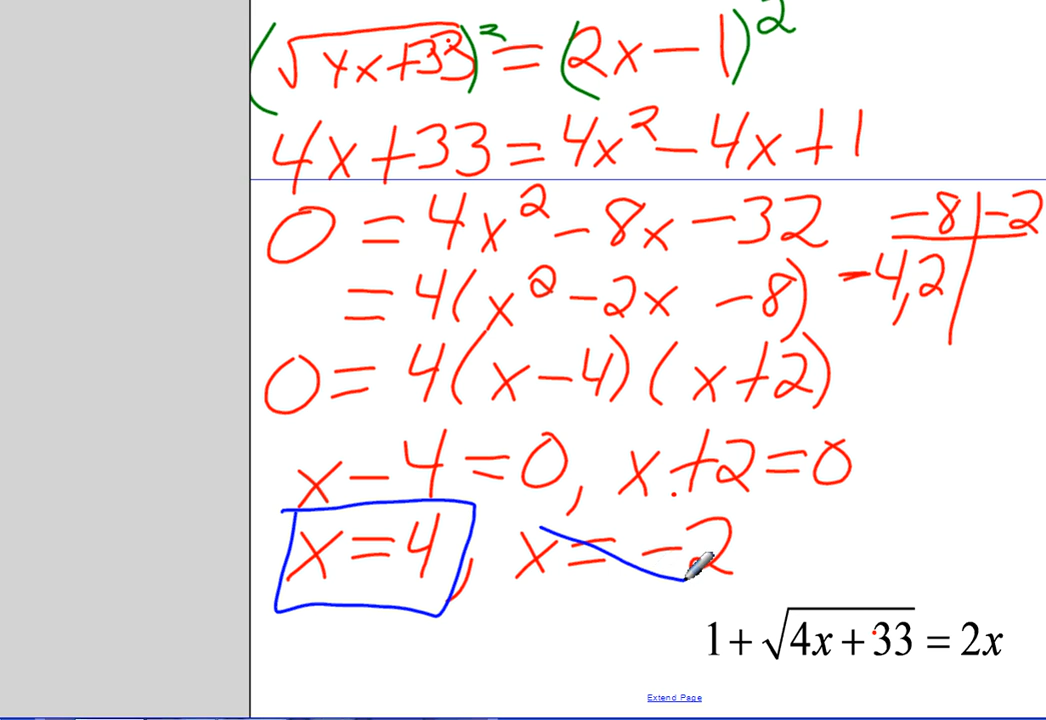 (√4x+33)² = (2x-1)²
4x+33 = 4x²-4x+1
0 = 4x²-8x-32 -8|-2
= 4(x²-2x-8) -4,2|
0 = 4(x-4)(x+2)
x-4=0, x+2=0
x=4, x=-2
1+√4x+33 = 2x
Extend Page